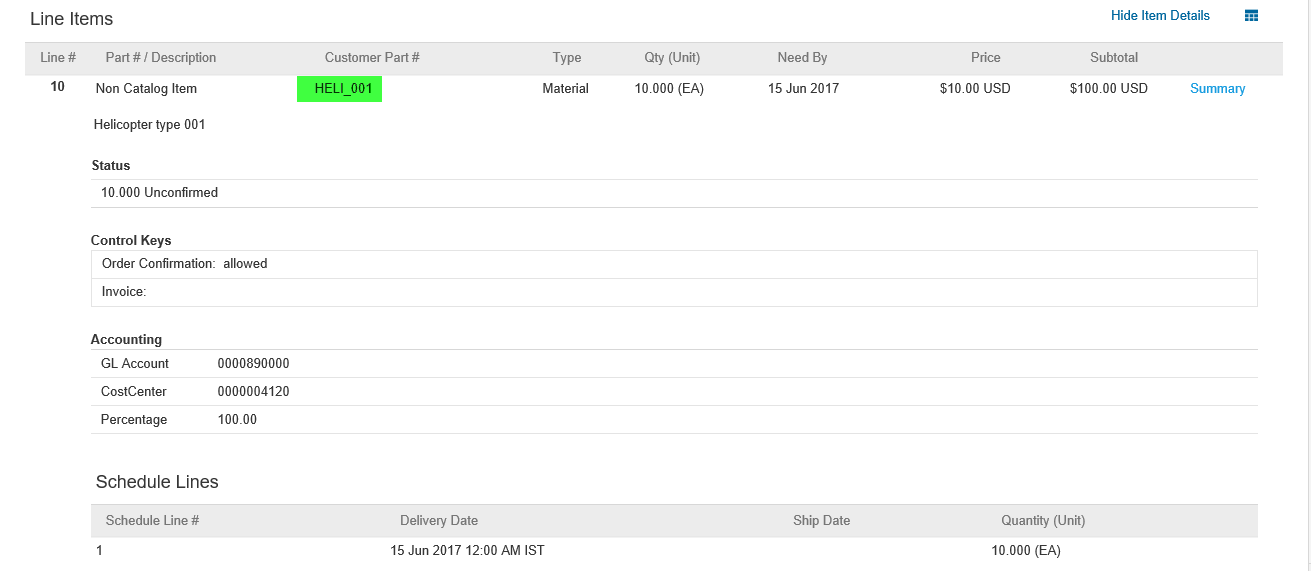 Line Items
Hide Item Details
Line # Part # / Description Customer Part # Type Qty (Unit) Need By Price Subtotal
10 Non Catalog Item HELI_001 Material 10.000 (EA) 15 Jun 2017 $10.00 USD $100.00 USD Summary
Helicopter type 001
Status
10.000 Unconfirmed
Control Keys
Order Confirmation: allowed
Invoice:
Accounting
GL Account 0000890000
CostCenter 0000004120
Percentage 100.00
Schedule Lines
Schedule Line # Delivery Date Ship Date Quantity (Unit)
1 15 Jun 2017 12:00 AM IST 10.000 (EA)